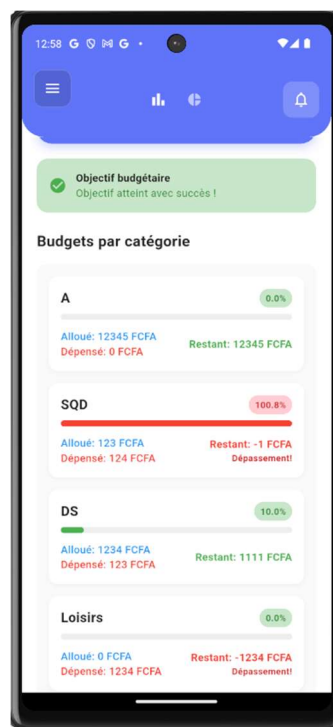 12:58 G M G
Objectif budgétaire
Objectif atteint avec succès !
Budgets par catégorie
A
0.0%
Alloué: 12345 FCFA
Dépensé: 0 FCFA
Restant: 12345 FCFA
SQD
100.8%
Alloué: 123 FCFA
Dépensé: 124 FCFA
Restant: -1 FCFA
Dépassement!
DS
10.0%
Alloué: 1234 FCFA
Dépensé: 123 FCFA
Restant: 1111 FCFA
Loisirs
0.0%
Alloué: 0 FCFA
Dépensé: 1234 FCFA
Restant: -1234 FCFA
Dépassement!